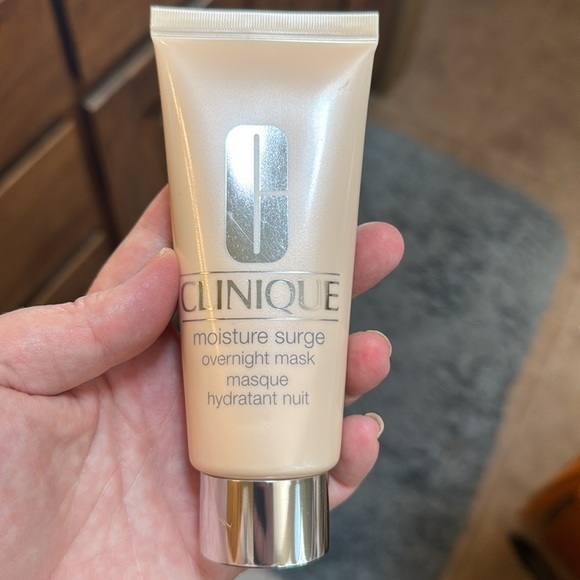 C
CLINIQUE
moisture surge
overnight mask
masque
hydratant nuit